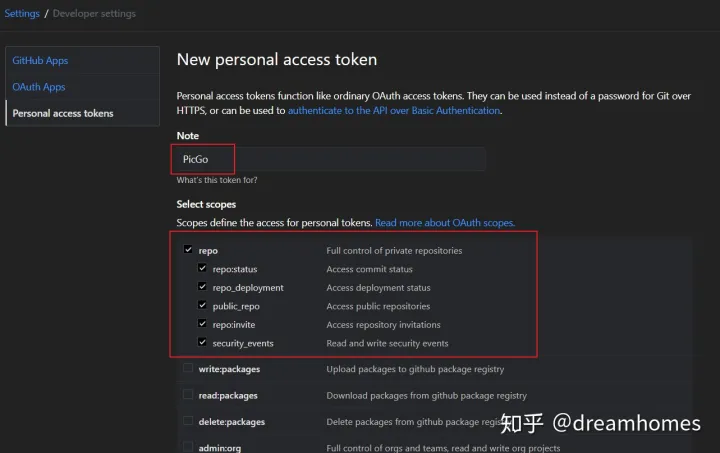 Settings / Developer settings
GitHub Apps
OAuth Apps
Personal access tokens
New personal access token
Personal access tokens function like ordinary OAuth access tokens. They can be used instead of a password for Git over
HTTPS, or can be used to authenticate to the API over Basic Authentication.
Note
PicGo
What's this token for?
Select scopes
Scopes define the access for personal tokens. Read more about OAuth scopes.
repo Full control of private repositories
repo:status Access commit status
repo_deployment Access deployment status
public_repo Access public repositories
repo:invite Access repository invitations
security_events Read and write security events
write:packages Upload packages to github package registry
read:packages Download packages from github package registry
delete:packages Delete packages from github package
admin:org Full control of orgs and teams, read and write org projects
知乎 @dreamhomes